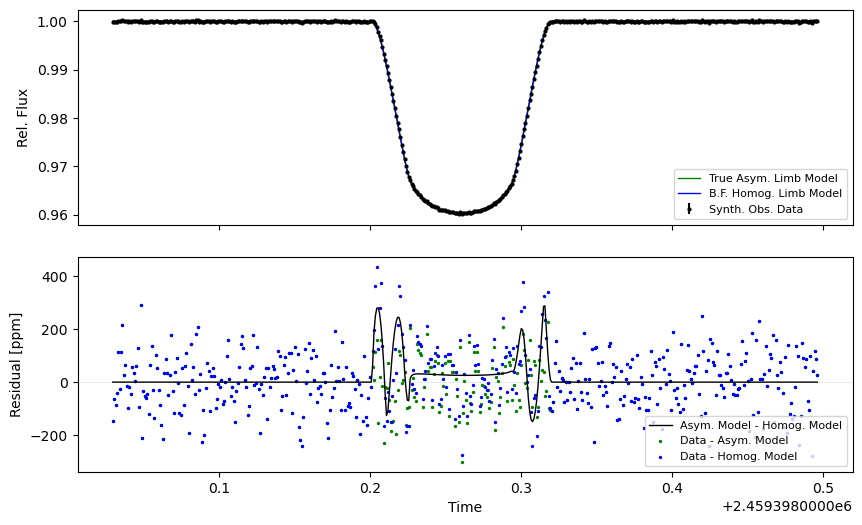 1.00
0.99
0.98
0.97
0.96
Rel. Flux
True Asym. Limb Model
B.F. Homog. Limb Model
Synth. Obs. Data
400
200
0
−200
Residual [ppm]
Asym. Model - Homog. Model
Data - Asym. Model
Data - Homog. Model
0.1
0.2
0.3
0.4
0.5
Time
+2.4593980000e6